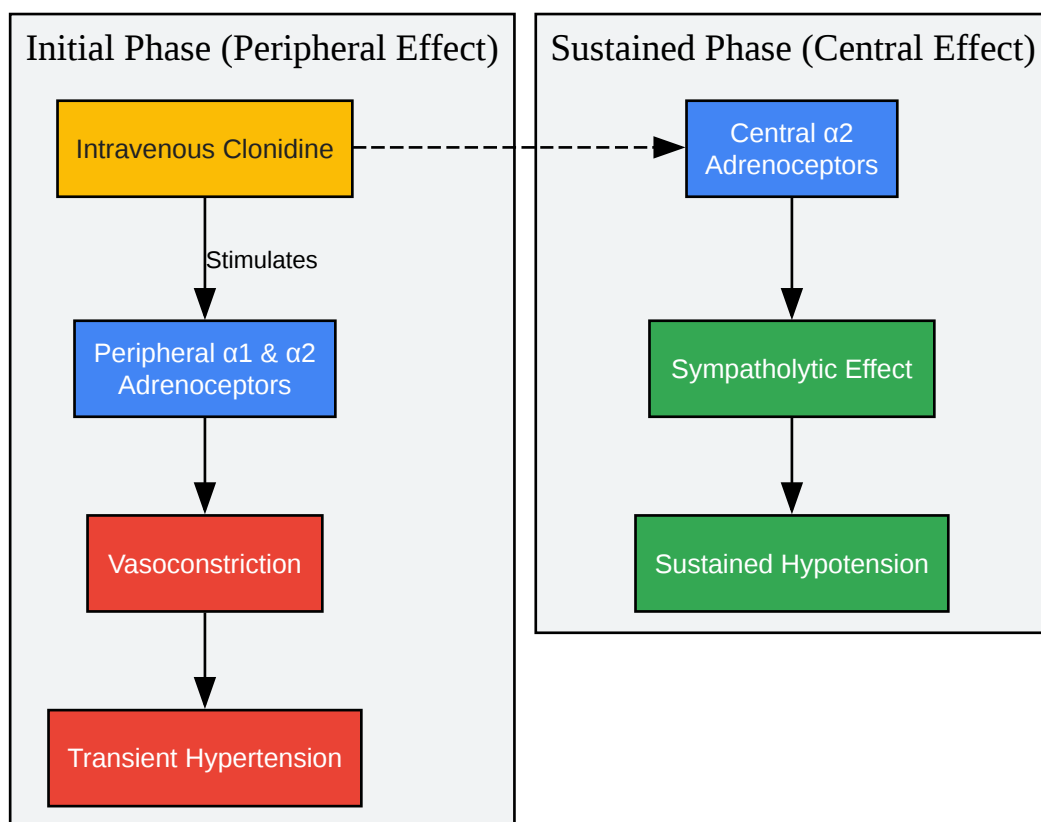 Initial Phase (Peripheral Effect)
Intravenous Clonidine
Stimulates
Peripheral α1 & α2
Adrenoceptors
Vasoconstriction
Transient Hypertension
Sustained Phase (Central Effect)
Central α2
Adrenoceptors
Sympatholytic Effect
Sustained Hypotension